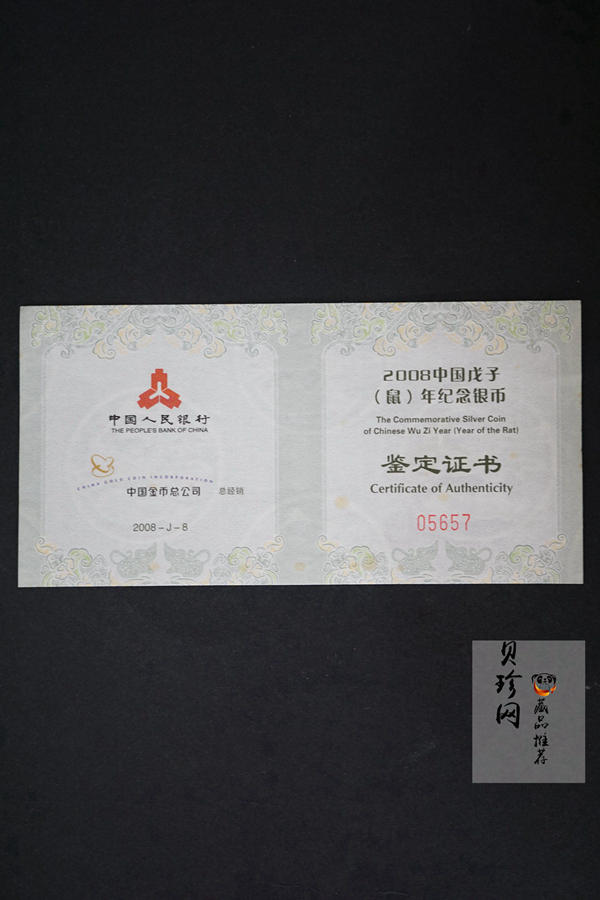 中国人民银行
THE PEOPLE'S BANK OF CHINA
CHINA GOLD COIN INCORPORATION
中国金币总公司 总经销
2008-J-8
2008中国戊子
（鼠）年纪念银币
The Commemorative Silver Coin
of Chinese Wu Zi Year (Year of the Rat)
鉴定证书
Certificate of Authenticity
05657
贝珍网
藏品推荐